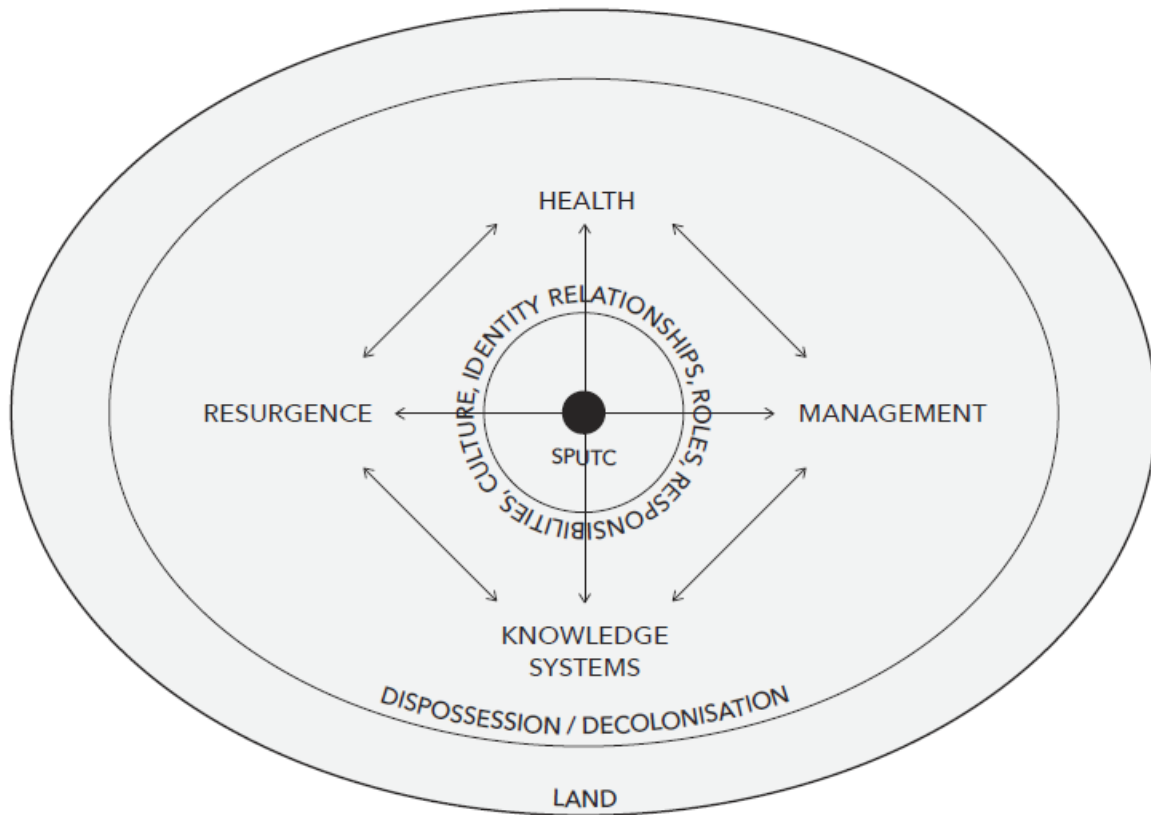 HEALTH
CULTURE, IDENTITY RELATIONSHIPS, ROLES, RESPONSIBILITIES,
RESURGENCE
MANAGEMENT
SPUTC
KNOWLEDGE
SYSTEMS
DISPOSSESSION / DECOLONISATION
LAND